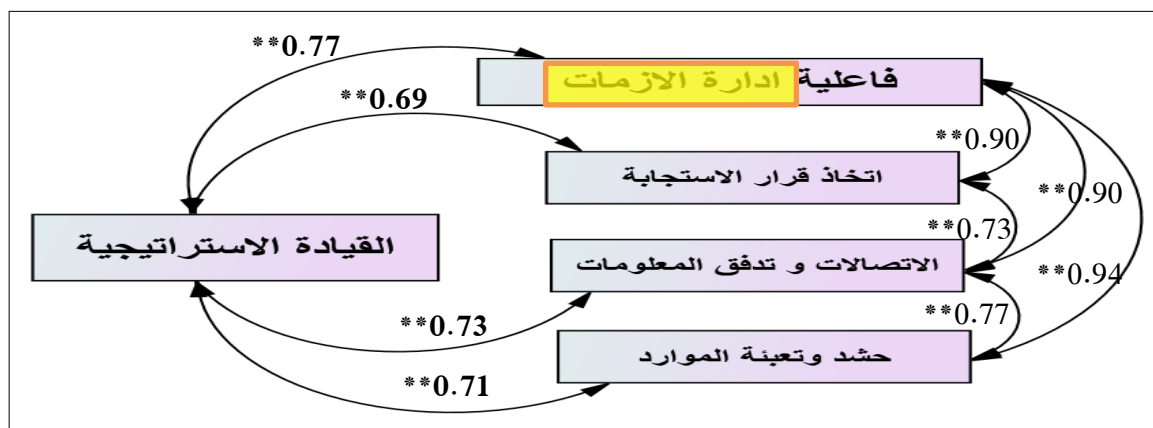 **0.77
فاعلية ادارة الازمات
**0.69
**0.90
اتخاذ قرار الاستجابة
**0.90
القيادة الاستراتيجية
**0.73
الاتصالات و تدفق المعلومات
**0.94
**0.73
**0.77
حشد وتعبئة الموارد
**0.71